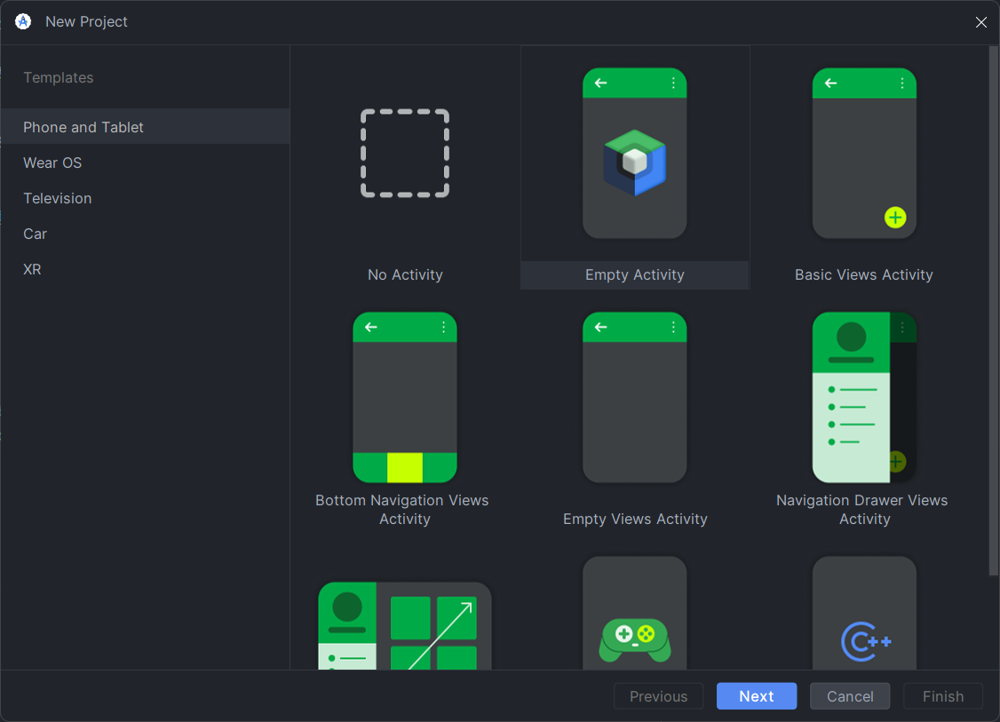 New Project
Templates
Phone and Tablet
Wear OS
Television
Car
XR
No Activity
Empty Activity
Basic Views Activity
Bottom Navigation Views
Activity
Empty Views Activity
Navigation Drawer Views
Activity
C++
Previous
Next
Cancel
Finish